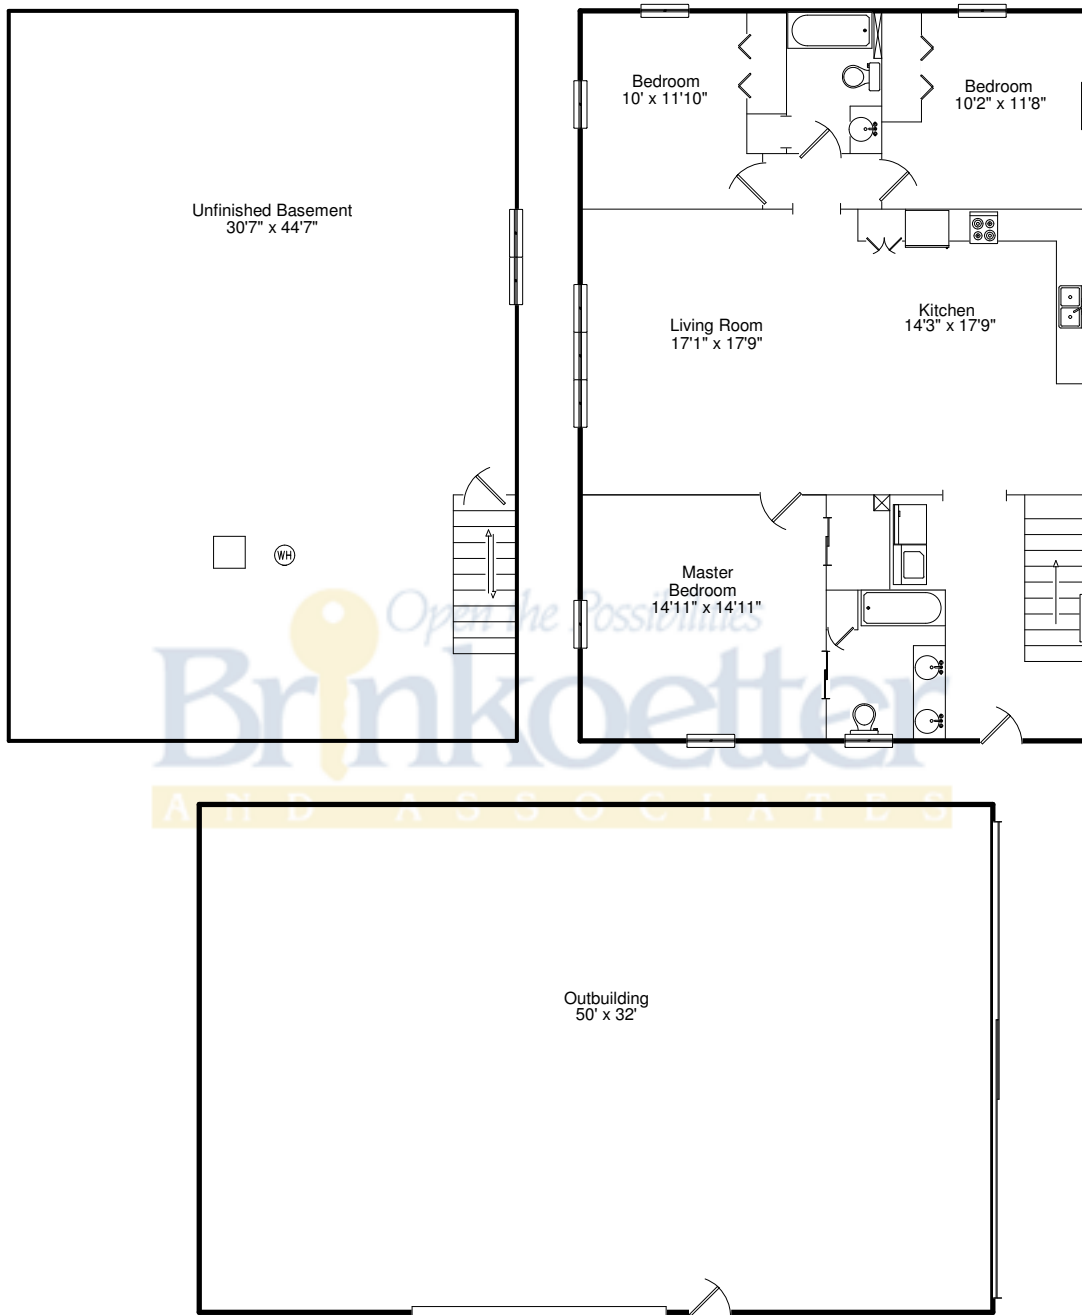 Bedroom
10' x 11'10"
Bedroom
10'2" x 11'8"
Unfinished Basement
30'7" x 44'7"
Living Room
17'1" x 17'9"
Kitchen
14'3" x 17'9"
WH
Master
Bedroom
14'11" x 14'11"
Open the Possibilities
Brinkoetter
AND ASSOCIATES
Outbuilding
50' x 32'